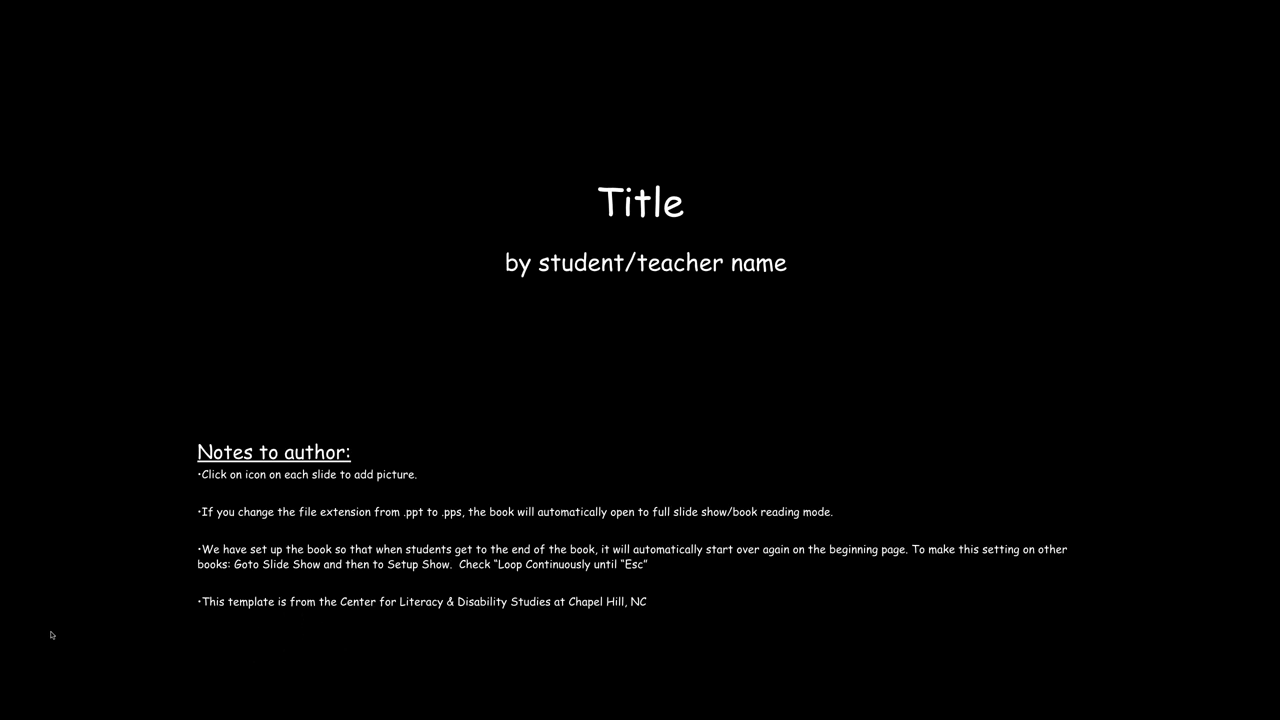 Title
by student/teacher name
Notes to author:
•Click on icon on each slide to add picture.
•If you change the file extension from .ppt to .pps, the book will automatically open to full slide show/book reading mode.
•We have set up the book so that when students get to the end of the book, it will automatically start over again on the beginning page. To make this setting on other
books: Goto Slide Show and then to Setup Show.  Check “Loop Continuously until “Esc”
•This template is from the Center for Literacy & Disability Studies at Chapel Hill, NC